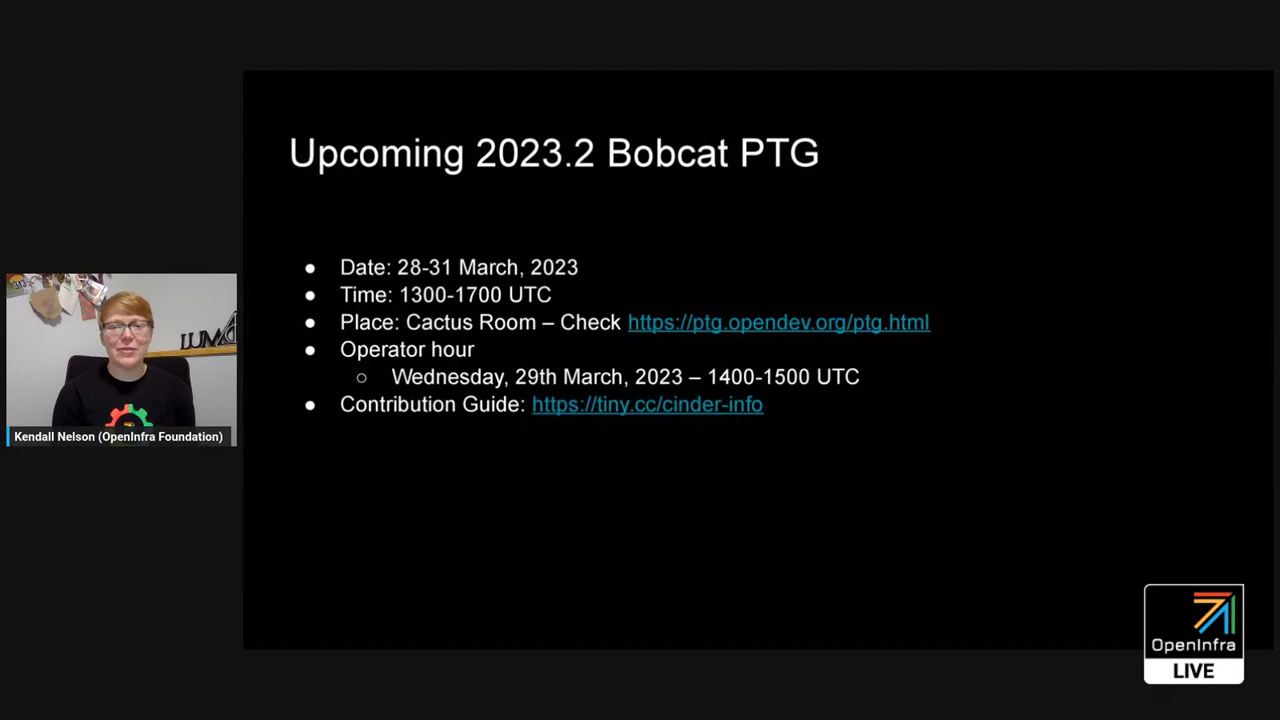 Upcoming 2023.2 Bobcat PTG
● Date: 28-31 March, 2023
● Time: 1300-1700 UTC
● Place: Cactus Room – Check https://ptg.opendev.org/ptg.html
● Operator hour
○ Wednesday, 29th March, 2023 – 1400-1500 UTC
● Contribution Guide: https://tiny.cc/cinder-info
313
Kendall Nelson (OpenInfra Foundation)
OpenInfra
LIVE